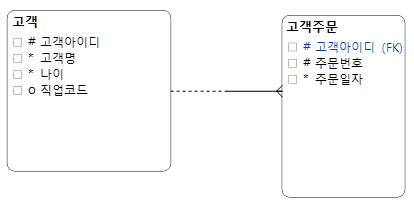 고객
# 고객아이디
* 고객명
* 나이
o 직업코드
고객주문
# 고객아이디 (FK)
# 주문번호
* 주문일자